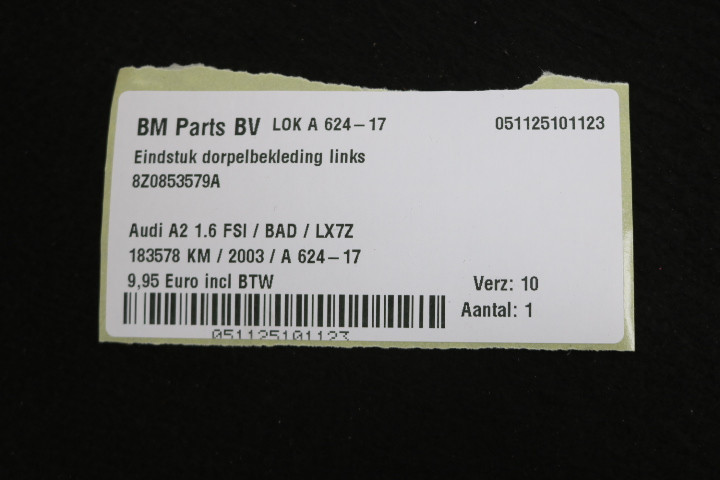 BM Parts BV LOK A 624-17 051125101123
Eindstuk dorpelbekleding links
8Z0853579A
Audi A2 1.6 FSI / BAD / LX7Z
183578 KM / 2003 / A 624-17
9,95 Euro incl BTW Verz: 10
Aantal: 1
051125101123